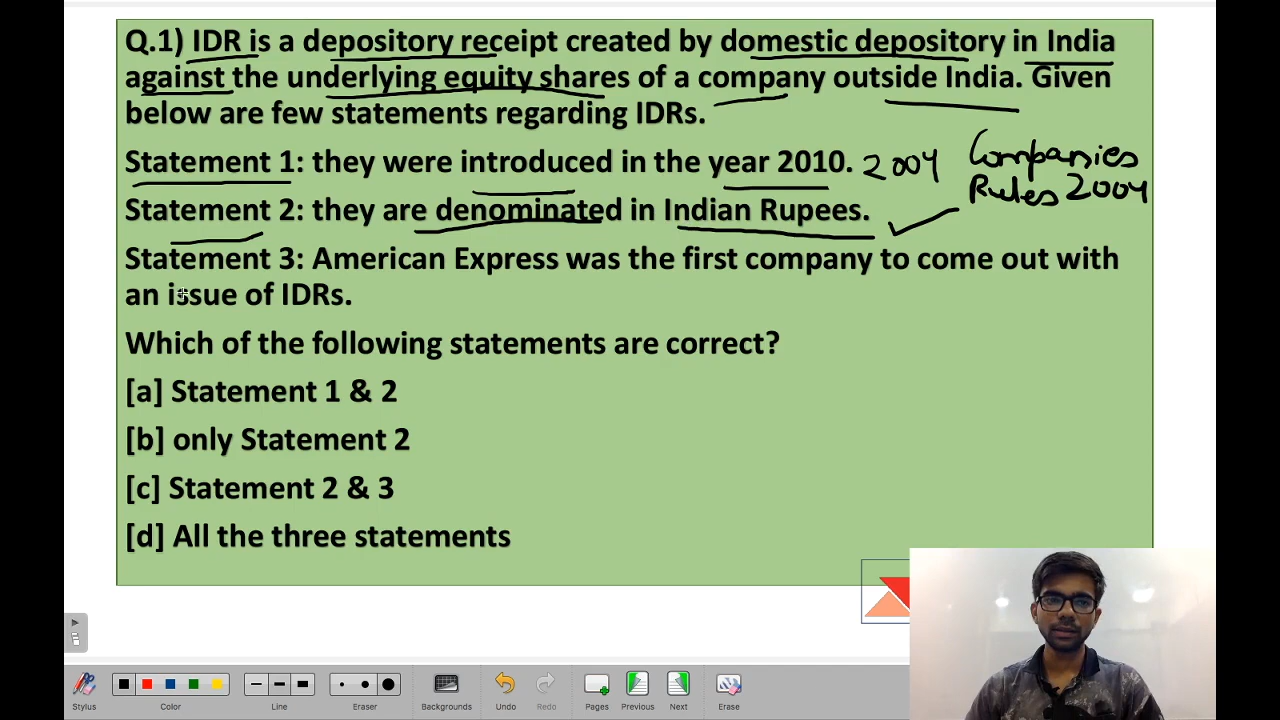 Q.1) IDR is a depository receipt created by domestic depository in India
against the underlying equity shares of a company outside India. Given
below are few statements regarding IDRs.
Statement 1: they were introduced in the year 2010. 2004 Companies
Rules 2004
Statement 2: they are denominated in Indian Rupees.
Statement 3: American Express was the first company to come out with
an issue of IDRs.
Which of the following statements are correct?
[a] Statement 1 & 2
[b] only Statement 2
[c] Statement 2 & 3
[d] All the three statements
Stylus Color Line Eraser Backgrounds Undo Redo Pages Previous Next Erase